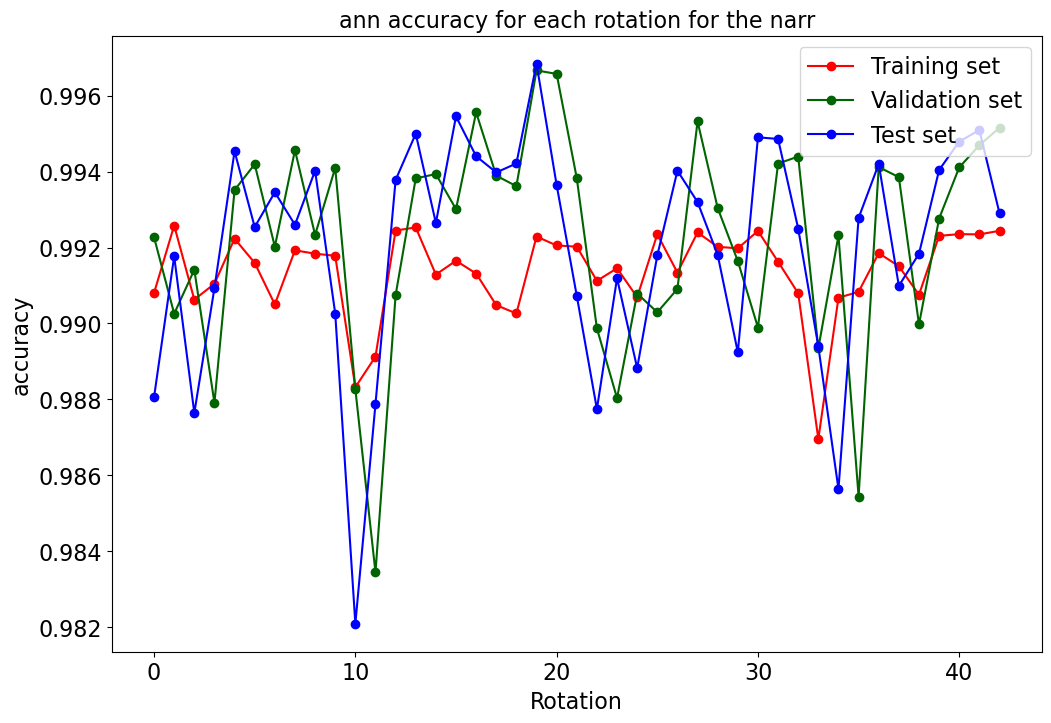 ann accuracy for each rotation for the narr
Training set
Validation set
Test set
accuracy
0.996
0.994
0.992
0.990
0.988
0.986
0.984
0.982
0
10
20
30
40
Rotation